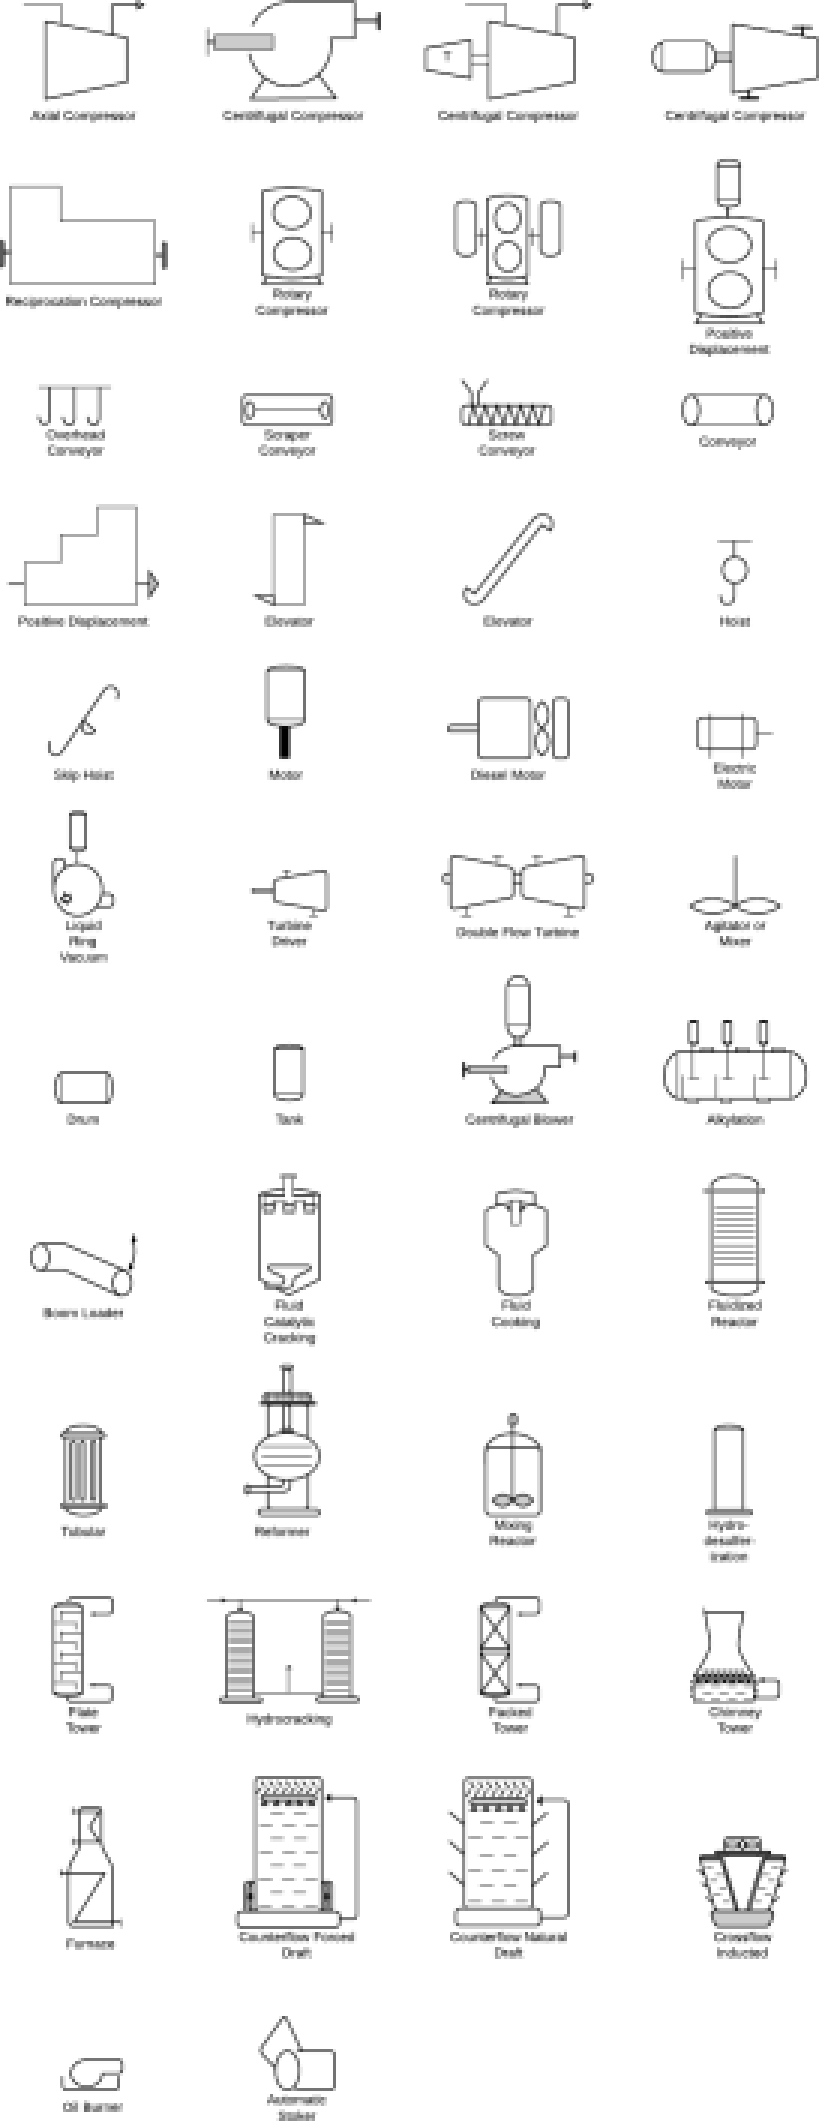 Axial Compressor
Centrifugal Compressor
Centrifugal Compressor
Centrifugal Compressor
T
Reciprocation Compressor
Rotary
Compressor
Rotary
Compressor
Positive
Displacement
Overhead
Conveyor
Scraper
Conveyor
Screw
Conveyor
Conveyor
Positive Displacement
Elevator
Elevator
Hoist
Skip Hoist
Motor
Diesel Motor
Electric
Motor
Liquid
Ring
Vacuum
Turbine
Driver
Double Flow Turbine
Agitator or
Mixer
Drum
Tank
Centrifugal Blower
Alkylation
Boom Loader
Fluid
Catalytic
Cracking
Fluid
Cooking
Fluidized
Reactor
Tubular
Reformer
Mixing
Reactor
Hydro-
desulfer-
ization
Plate
Tower
Hydrocracking
Packed
Tower
Chimney
Tower
Furnace
Counterflow Forced
Draft
Counterflow Natural
Draft
Crossflow
Inducted
Oil Burner
Automatic
Stoker